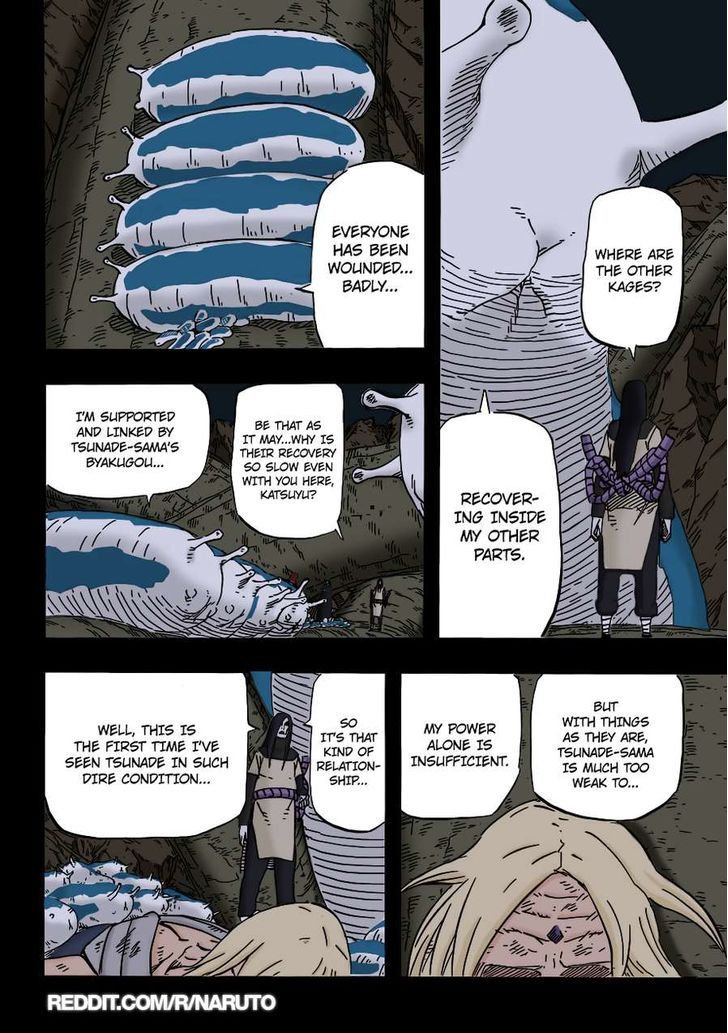 WHERE ARE
THE OTHER
KAGES?
RECOVER-
ING INSIDE
MY OTHER
PARTS.
EVERYONE
HAS BEEN
WOUNDED...
BADLY...
BE THAT AS
IT MAY...WHY IS
THEIR RECOVERY
SO SLOW EVEN
WITH YOU HERE,
KATSUYU?
I'M SUPPORTED
AND LINKED BY
TSUNADE-SAMA'S
BYAKUGOU...
BUT
WITH THINGS
AS THEY ARE,
TSUNADE-SAMA
IS MUCH TOO
WEAK TO...
MY POWER
ALONE IS
INSUFFICIENT.
SO
IT'S THAT
KIND OF
RELATION-
SHIP...
WELL, THIS IS
THE FIRST TIME I'VE
SEEN TSUNADE IN SUCH
DIRE CONDITION...
REDDIT.COM/R/NARUTO